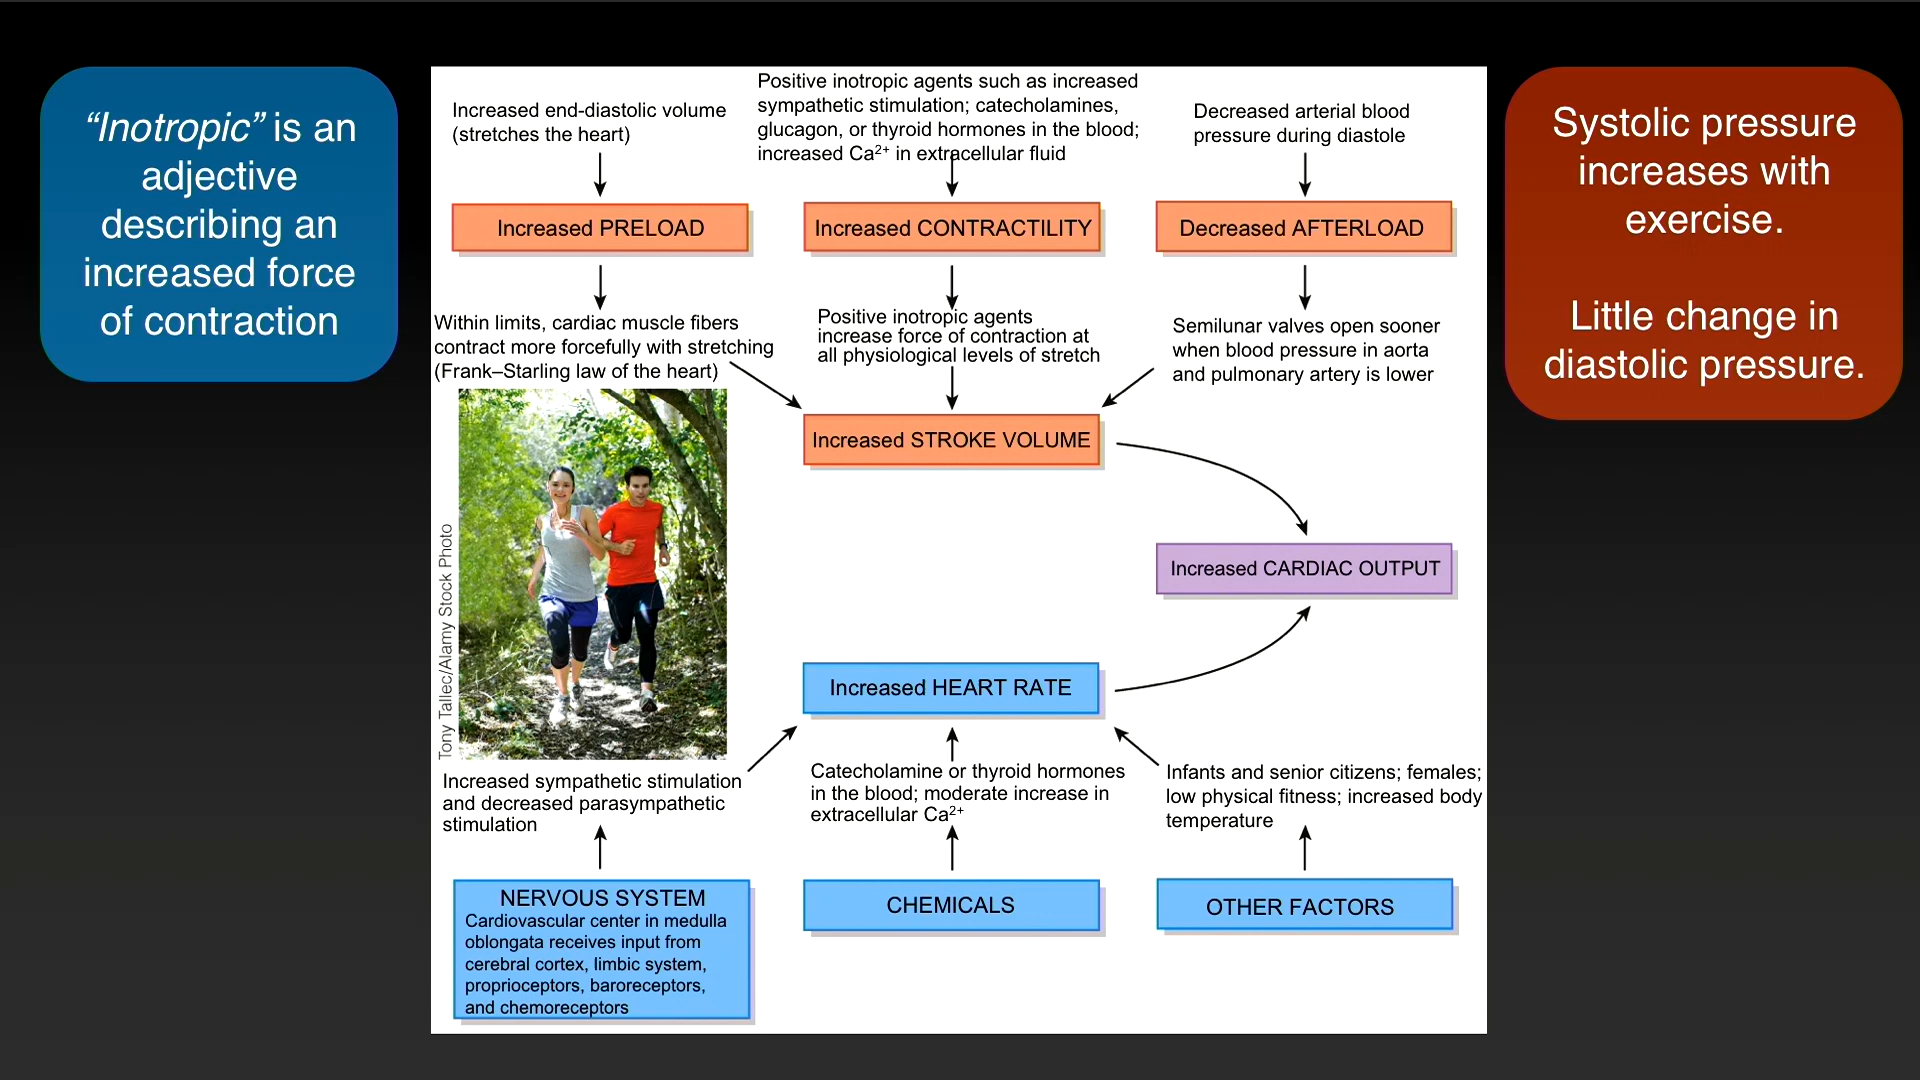 “Inotropic” is an
adjective
describing an
increased force
of contraction
Increased end-diastolic volume
(stretches the heart)
Positive inotropic agents such as increased
sympathetic stimulation; catecholamines,
glucagon, or thyroid hormones in the blood;
increased Ca²⁺ in extracellular fluid
Decreased arterial blood
pressure during diastole
Increased PRELOAD
Increased CONTRACTILITY
Decreased AFTERLOAD
Within limits, cardiac muscle fibers
contract more forcefully with stretching
(Frank–Starling law of the heart)
Positive inotropic agents
increase force of contraction at
all physiological levels of stretch
Semilunar valves open sooner
when blood pressure in aorta
and pulmonary artery is lower
Increased STROKE VOLUME
Increased CARDIAC OUTPUT
Increased HEART RATE
Tony Tallec/Alamy Stock Photo
Increased sympathetic stimulation
and decreased parasympathetic
stimulation
Catecholamine or thyroid hormones
in the blood; moderate increase in
extracellular Ca²⁺
Infants and senior citizens; females;
low physical fitness; increased body
temperature
NERVOUS SYSTEM
Cardiovascular center in medulla
oblongata receives input from
cerebral cortex, limbic system,
proprioceptors, baroreceptors,
and chemoreceptors
CHEMICALS
OTHER FACTORS
Systolic pressure
increases with
exercise.
Little change in
diastolic pressure.